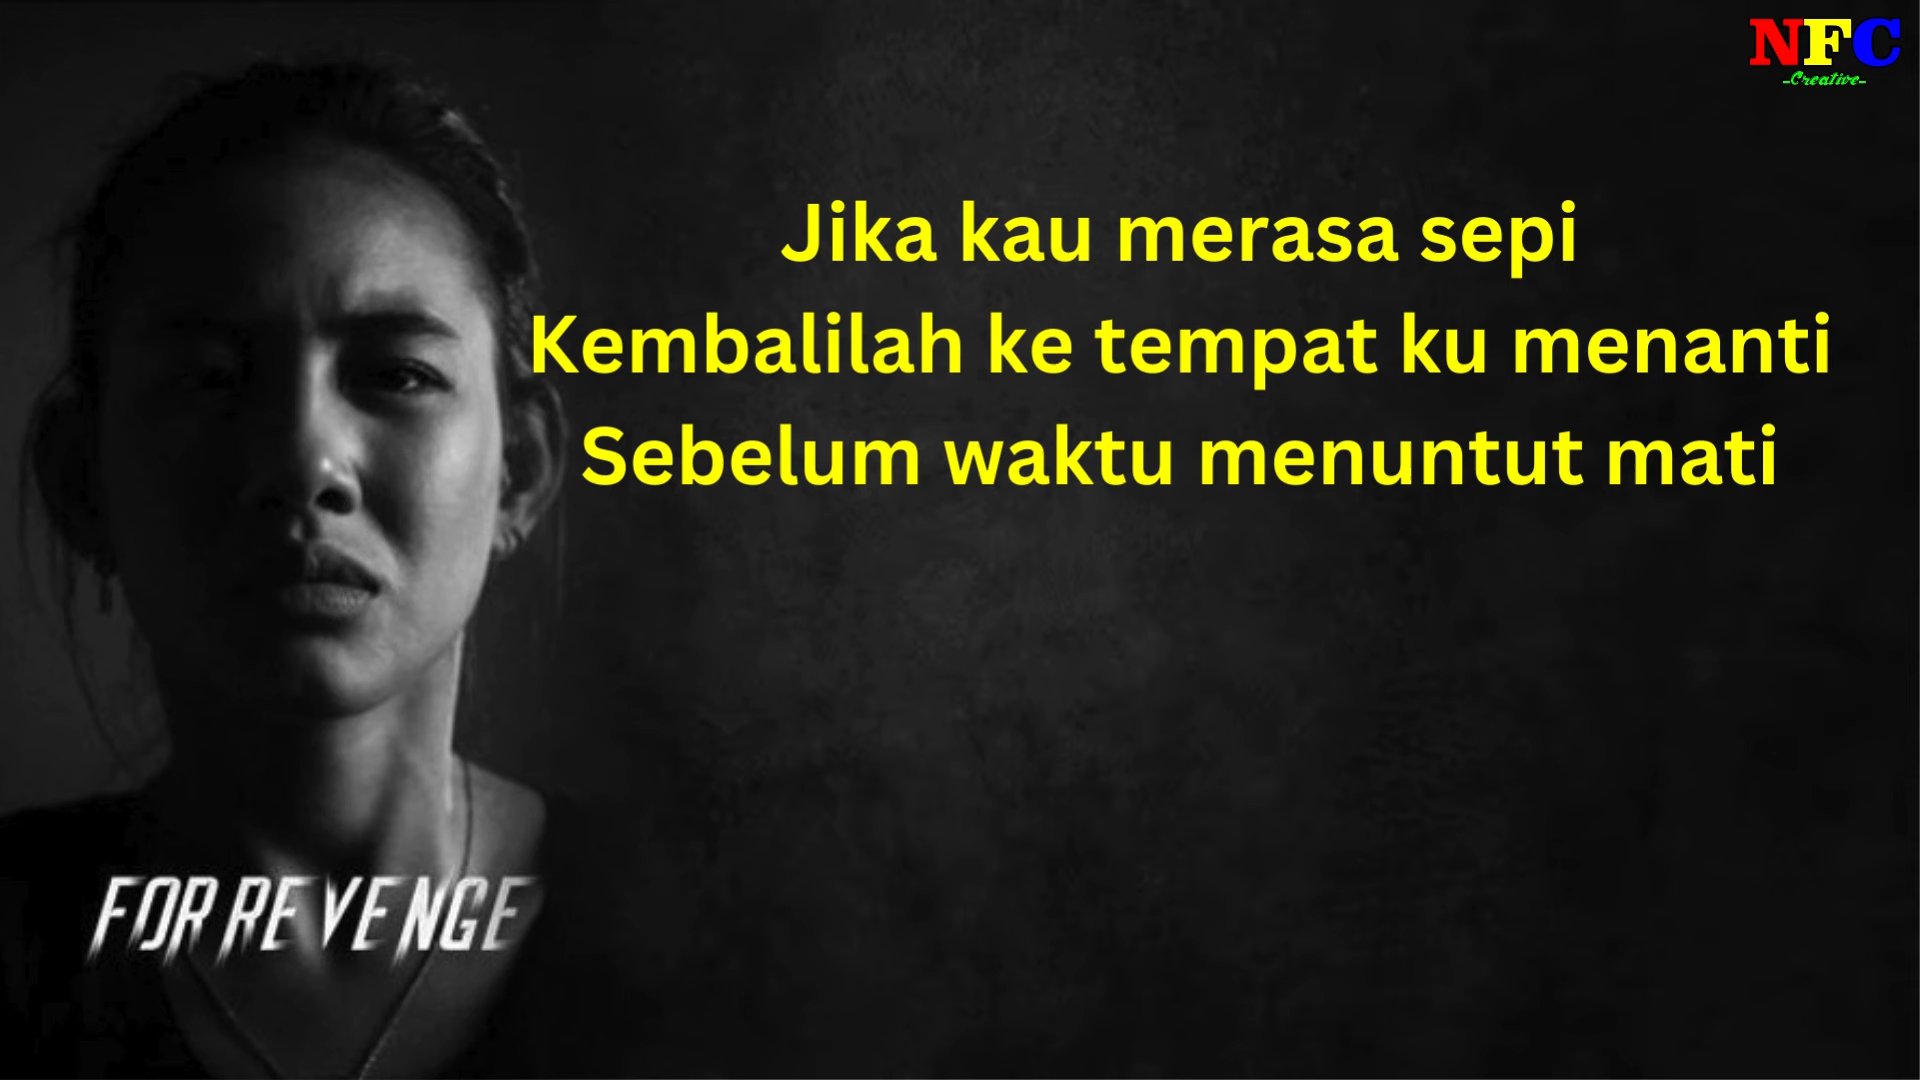 NFC
-Creative-
Jika kau merasa sepi
Kembalilah ke tempat ku menanti
Sebelum waktu menuntut mati
FOR REVENGE